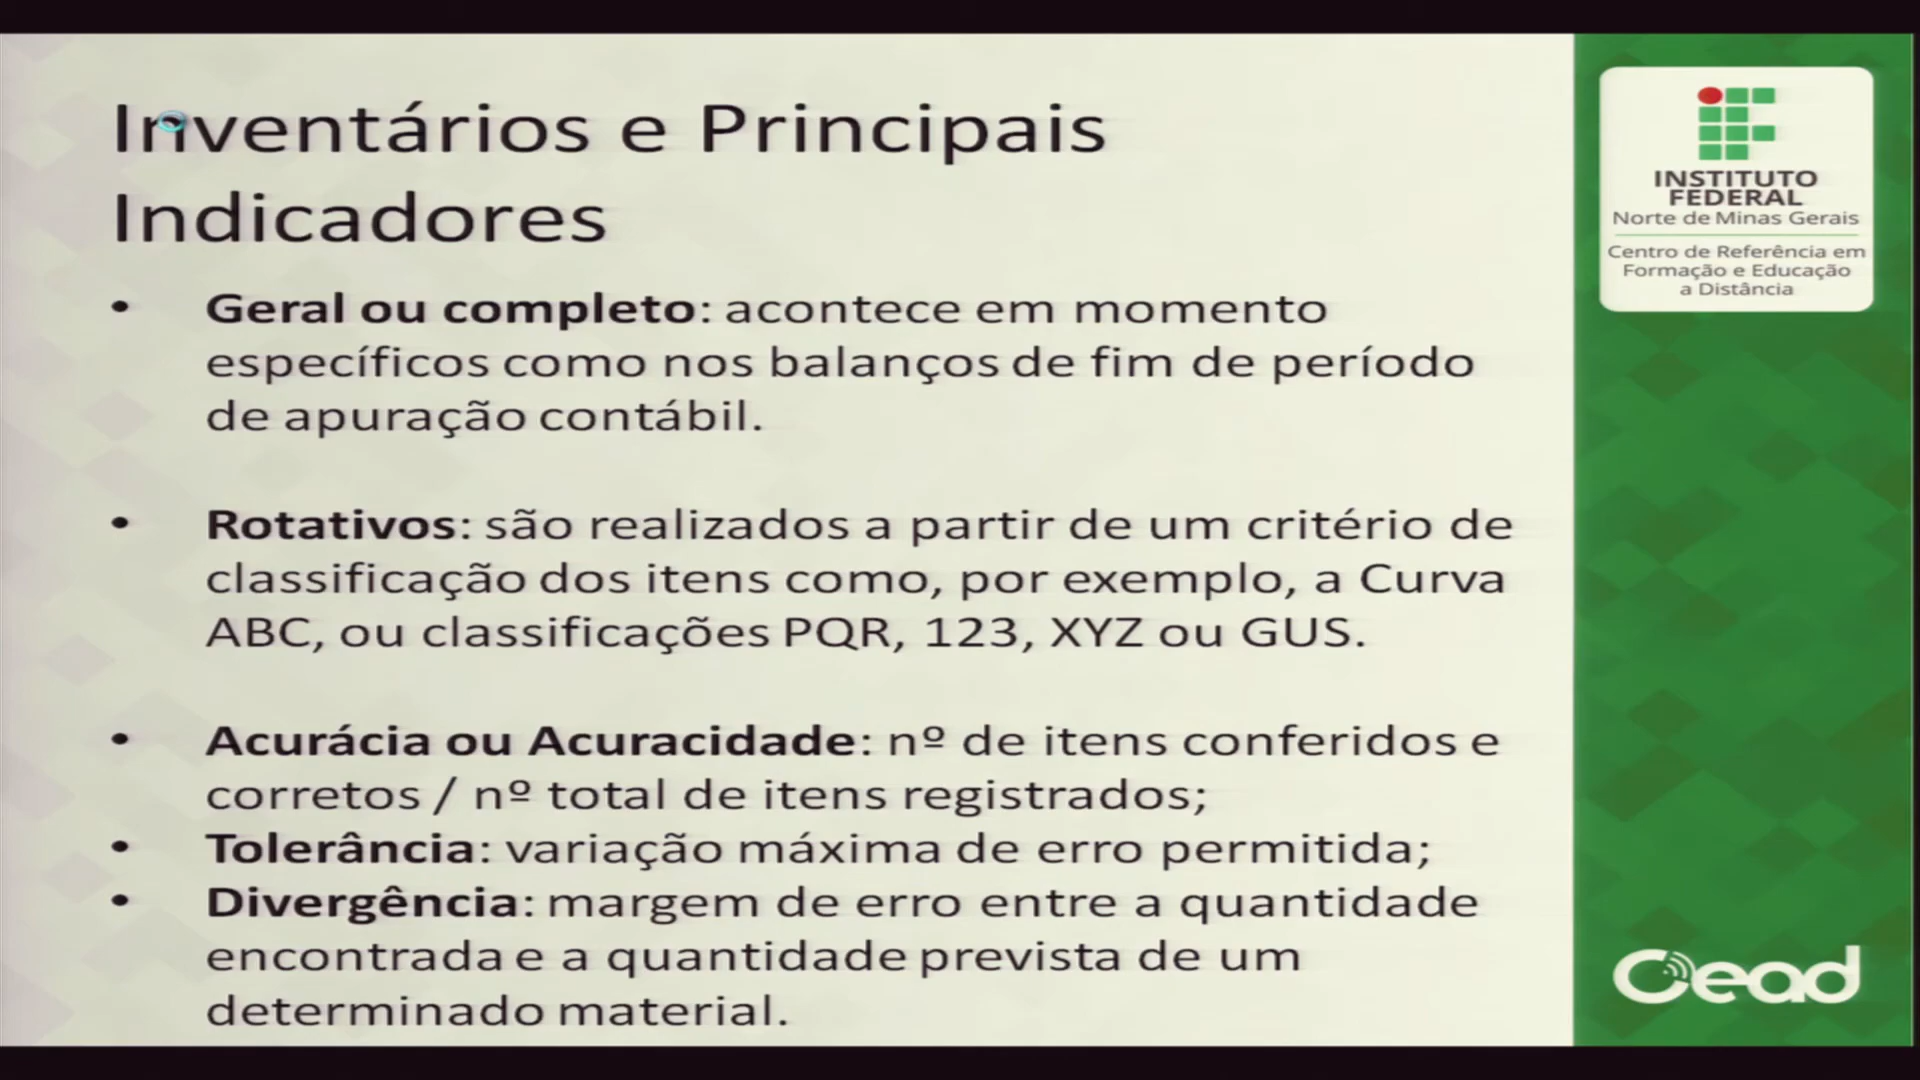 Inventários e Principais
Indicadores
• Geral ou completo: acontece em momento
específicos como nos balanços de fim de período
de apuração contábil.
• Rotativos: são realizados a partir de um critério de
classificação dos itens como, por exemplo, a Curva
ABC, ou classificações PQR, 123, XYZ ou GUS.
• Acurácia ou Acuracidade: nº de itens conferidos e
corretos / nº total de itens registrados;
• Tolerância: variação máxima de erro permitida;
• Divergência: margem de erro entre a quantidade
encontrada e a quantidade prevista de um
determinado material.
INSTITUTO
FEDERAL
Norte de Minas Gerais
Centro de Referência em
Formação e Educação
a Distância
Cead